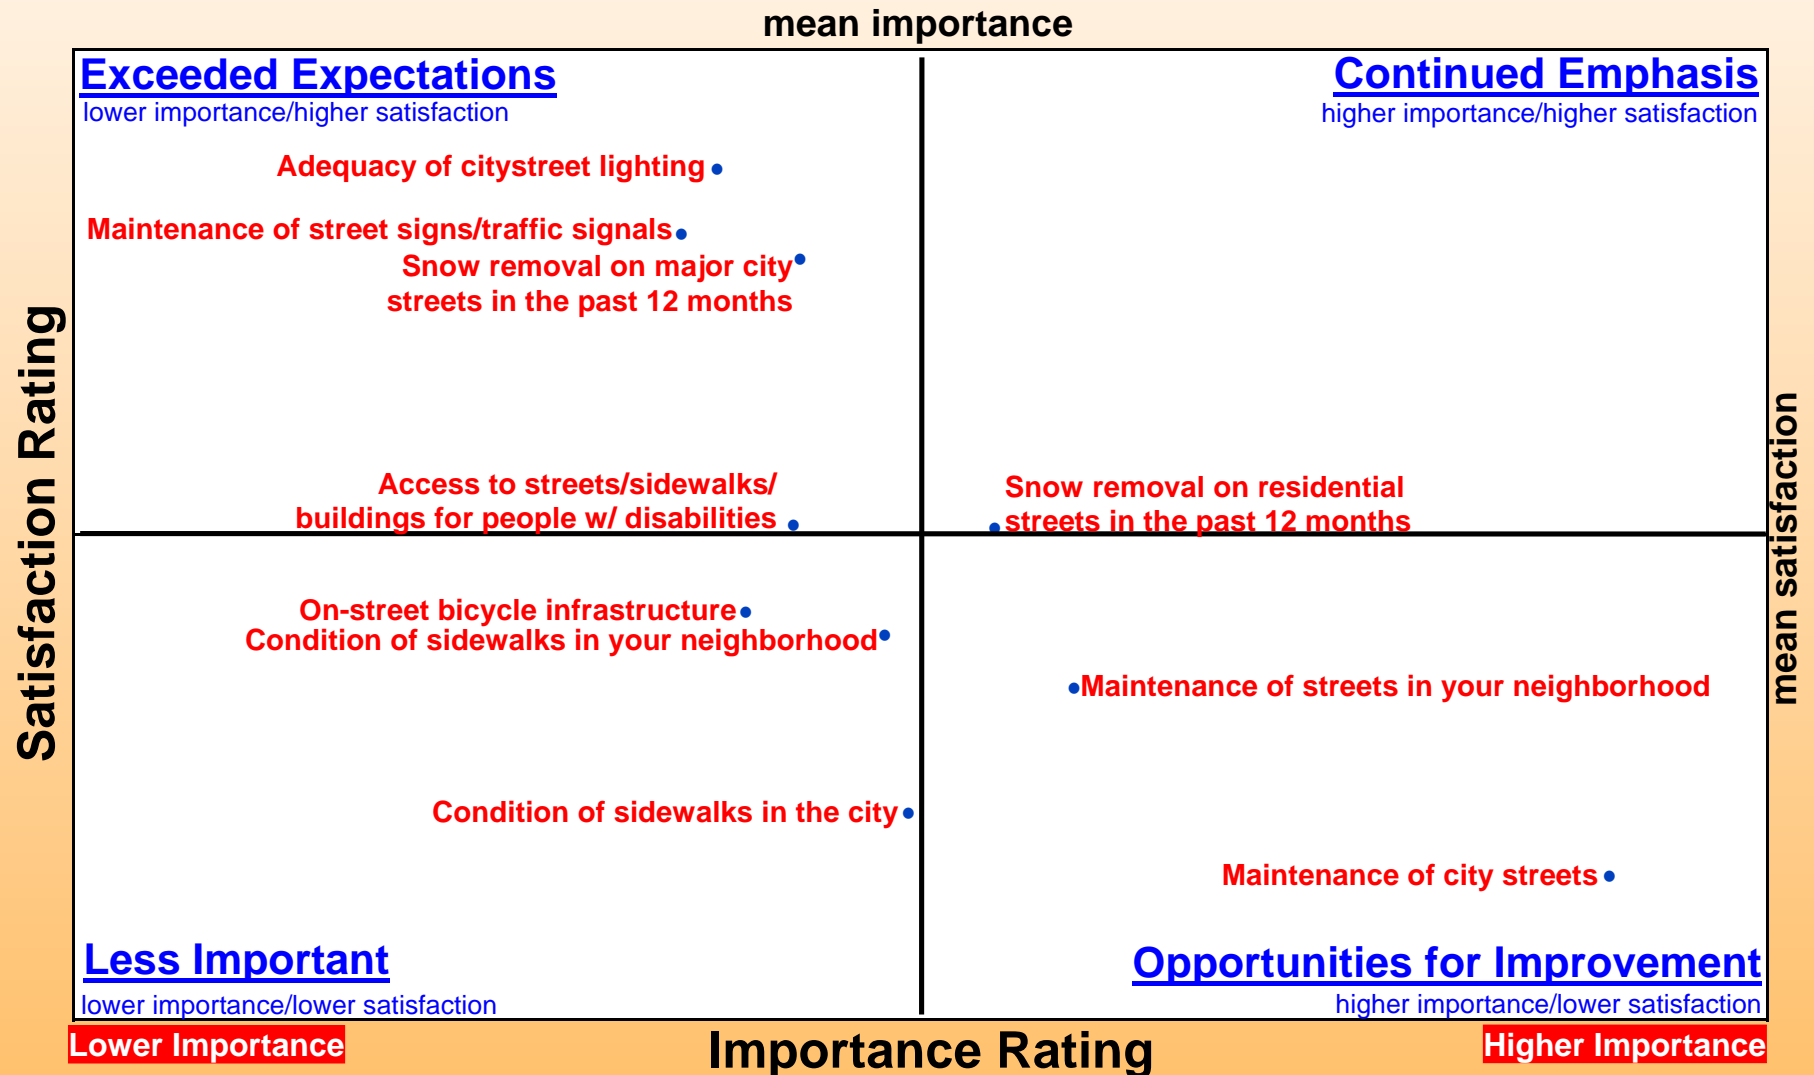 mean importance
Exceeded Expectations
lower importance/higher satisfaction
Continued Emphasis
higher importance/higher satisfaction
Adequacy of citystreet lighting
Maintenance of street signs/traffic signals
Snow removal on major city
streets in the past 12 months
Satisfaction Rating
Access to streets/sidewalks/
buildings for people w/ disabilities
Snow removal on residential
streets in the past 12 months
mean satisfaction
On-street bicycle infrastructure
Condition of sidewalks in your neighborhood
Maintenance of streets in your neighborhood
Condition of sidewalks in the city
Maintenance of city streets
Less Important
lower importance/lower satisfaction
Opportunities for Improvement
higher importance/lower satisfaction
Lower Importance
Importance Rating
Higher Importance